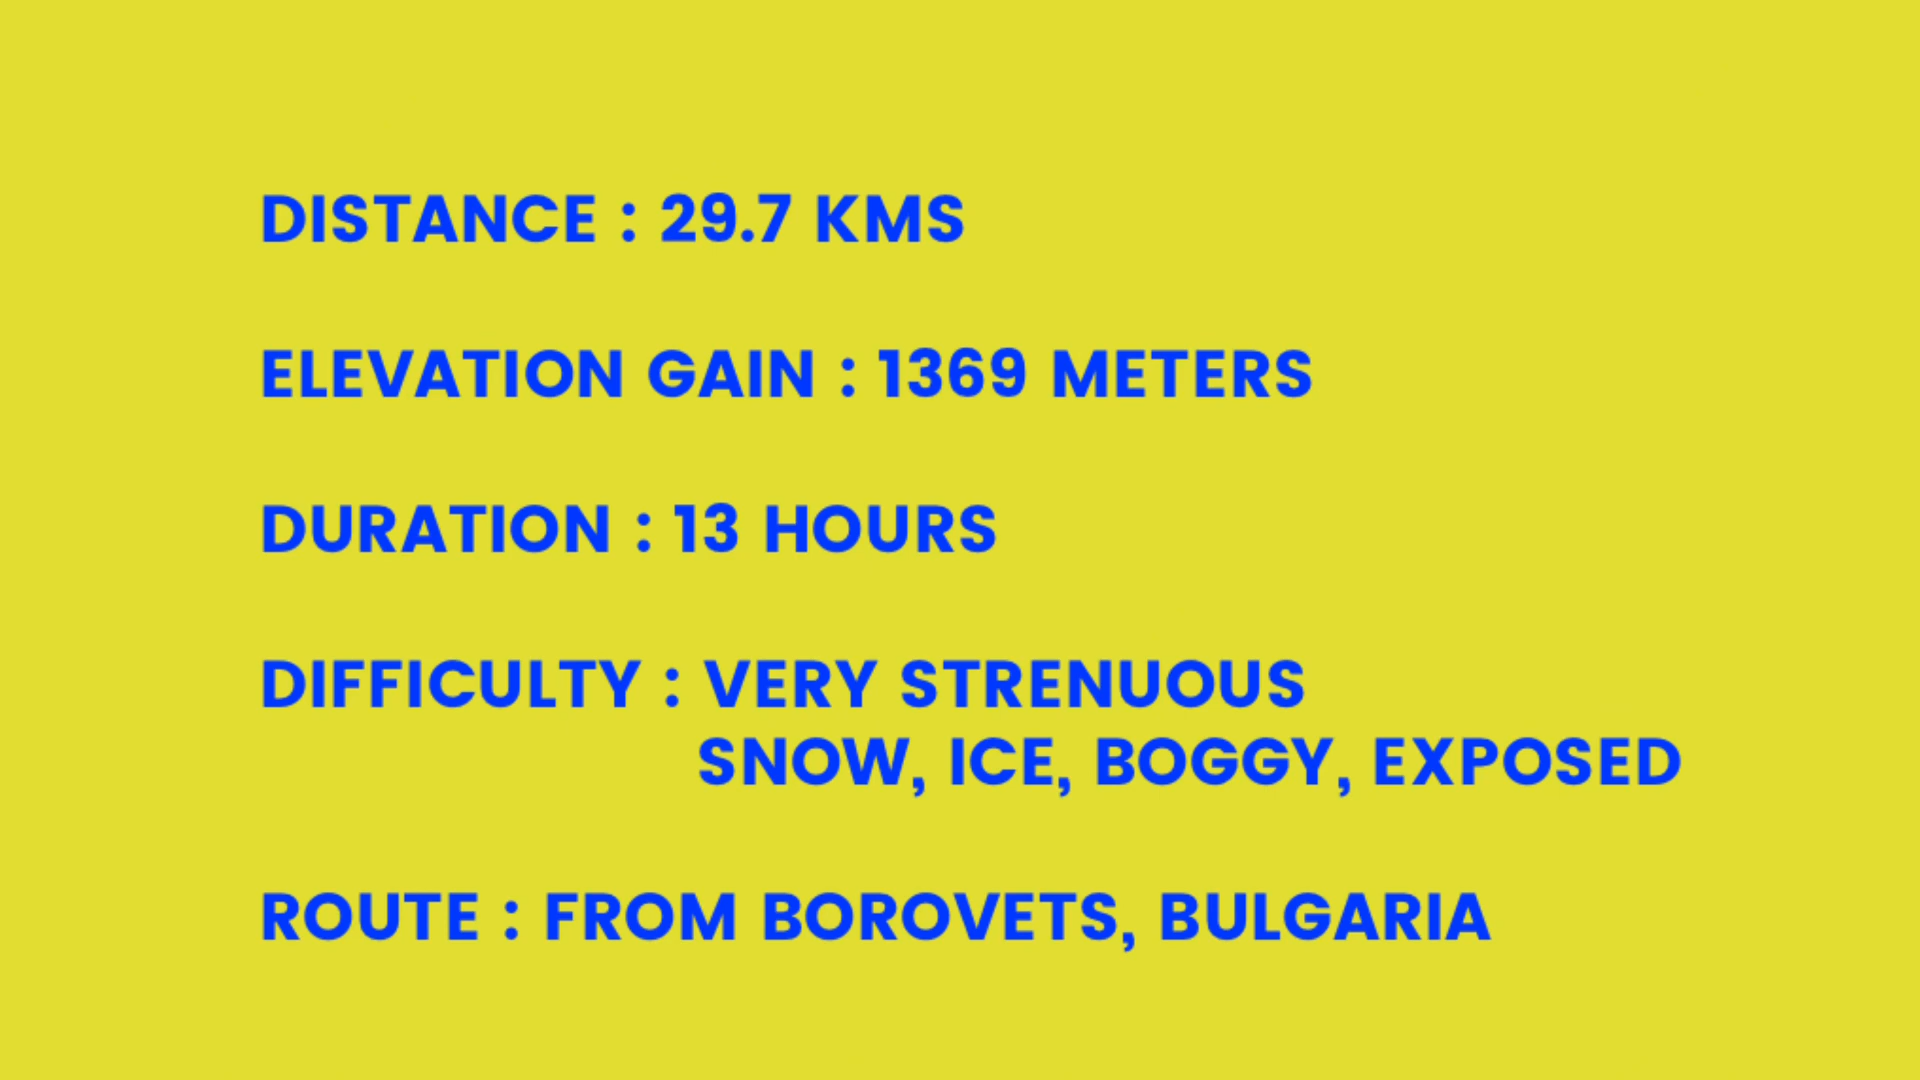 DISTANCE : 29.7 KMS
ELEVATION GAIN : 1369 METERS
DURATION : 13 HOURS
DIFFICULTY : VERY STRENUOUS
SNOW, ICE, BOGGY, EXPOSED
ROUTE : FROM BOROVETS, BULGARIA